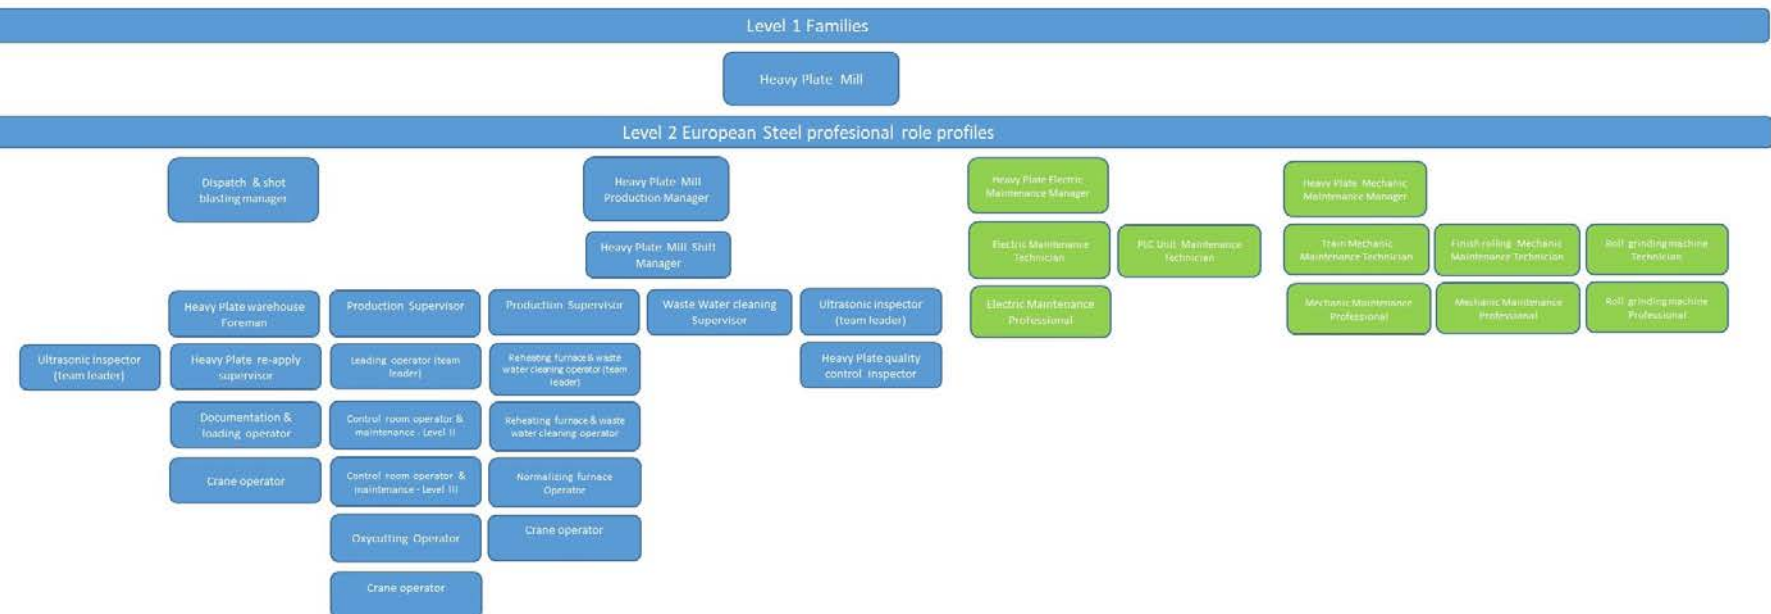 Level 1 Families
Heavy Plate Mill
Level 2 European Steel profesional role profiles
Dispatch & shot
blasting manager
Heavy Plate Mill
Production Manager
Heavy Plate Electric
Maintenance Manager
Heavy Plate Mechanic
Maintenance Manager
Heavy Plate Mill Shift
Manager
Electric Maintenance
Technician
PLC Unit Maintenance
Technician
Train Mechanic
Maintenance Technician
Finish rolling Mechanic
Maintenance Technician
Roll grinding machine
Technician
Heavy Plate warehouse
Foreman
Production Supervisor
Production Supervisor
Waste Water cleaning
Supervisor
Ultrasonic inspector
(team leader)
Electric Maintenance
Professional
Mechanic Maintenance
Professional
Mechanic Maintenance
Professional
Roll grinding machine
Professional
Ultrasonic inspector
(team leader)
Heavy Plate re-apply
supervisor
Leading operator (team
leader)
Reheating furnace & waste
water cleaning operator (team
leader)
Heavy Plate quality
control inspector
Documentation &
loading operator
Control room operator &
maintenance - Level II
Reheating furnace & waste
water cleaning operator
Crane operator
Control room operator &
maintenance - Level III
Normalizing furnace
Operator
Oxycutting Operator
Crane operator
Crane operator